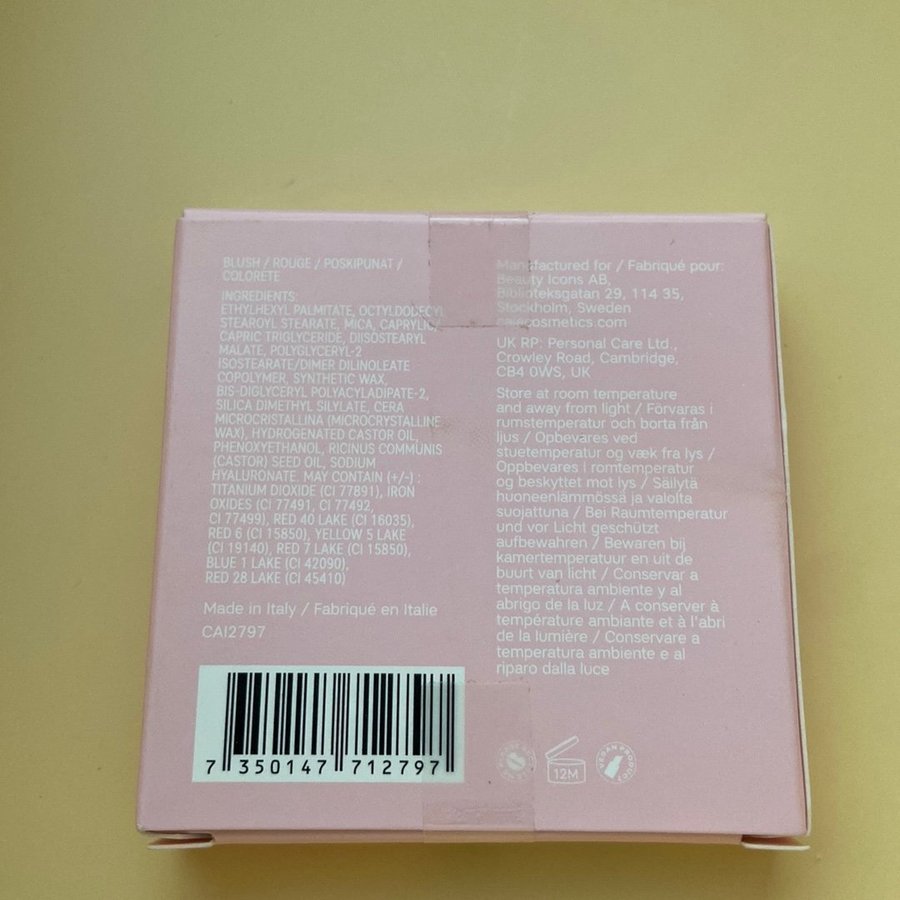 BLUSH / ROUGE / POSKIPUNAT /
COLORETE
INGREDIENTS:
ETHYLHEXYL PALMITATE, OCTYLDODECYL
STEAROYL STEARATE, MICA, CAPRYLIC/
CAPRIC TRIGLYCERIDE, DIISOSTEARYL
MALATE, POLYGLYCERYL-2
ISOSTEARATE/DIMER DILINOLEATE
COPOLYMER, SYNTHETIC WAX,
BIS-DIGLYCERYL POLYACYLADIPATE-2,
SILICA DIMETHYL SILYLATE, CERA
MICROCRISTALLINA (MICROCRYSTALLINE
WAX), HYDROGENATED CASTOR OIL,
PHENOXYETHANOL, RICINUS COMMUNIS
(CASTOR) SEED OIL, SODIUM
HYALURONATE. MAY CONTAIN (+/-) :
TITANIUM DIOXIDE (CI 77891), IRON
OXIDES (CI 77491, CI 77492,
CI 77499), RED 40 LAKE (CI 16035),
RED 6 (CI 15850), YELLOW 5 LAKE
(CI 19140), RED 7 LAKE (CI 15850),
BLUE 1 LAKE (CI 42090),
RED 28 LAKE (CI 45410)
Made in Italy / Fabriqué en Italie
CAI2797
7 350147 712797
Manufactured for / Fabriqué pour:
Beauty Icons AB,
Biblioteksgatan 29, 114 35,
Stockholm, Sweden
UK RP: Personal Care Ltd.,
Crowley Road, Cambridge,
CB4 0WS, UK
Store at room temperature
and away from light / Förvaras i
rumstemperatur och borta från
ljus / Opbevares ved
stuetemperatur og væk fra lys /
Oppbevares i romtemperatur
og beskyttet mot lys / Säilytä
huoneenlämmössä ja valolta
suojattuna / Bei Raumtemperatur
und vor Licht geschützt
aufbewahren / Bewaren bij
kamertemperatuur en uit de
buurt van licht / Conservar a
temperatura ambiente y al
abrigo de la luz / A conserver à
température ambiante et à l'abri
de la lumière / Conservare a
temperatura ambiente e al
riparo dalla luce
12M
VEGAN PRODUCT